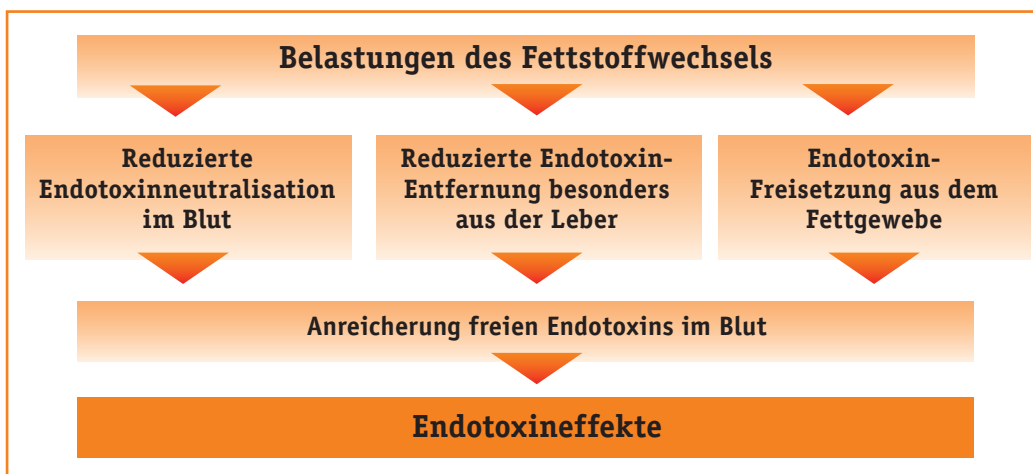 Belastungen des Fettstoffwechsels
Reduzierte
Endotoxinneutralisation
im Blut
Reduzierte Endotoxin-
Entfernung besonders
aus der Leber
Endotoxin-
Freisetzung aus dem
Fettgewebe
Anreicherung freien Endotoxins im Blut
Endotoxineffekte